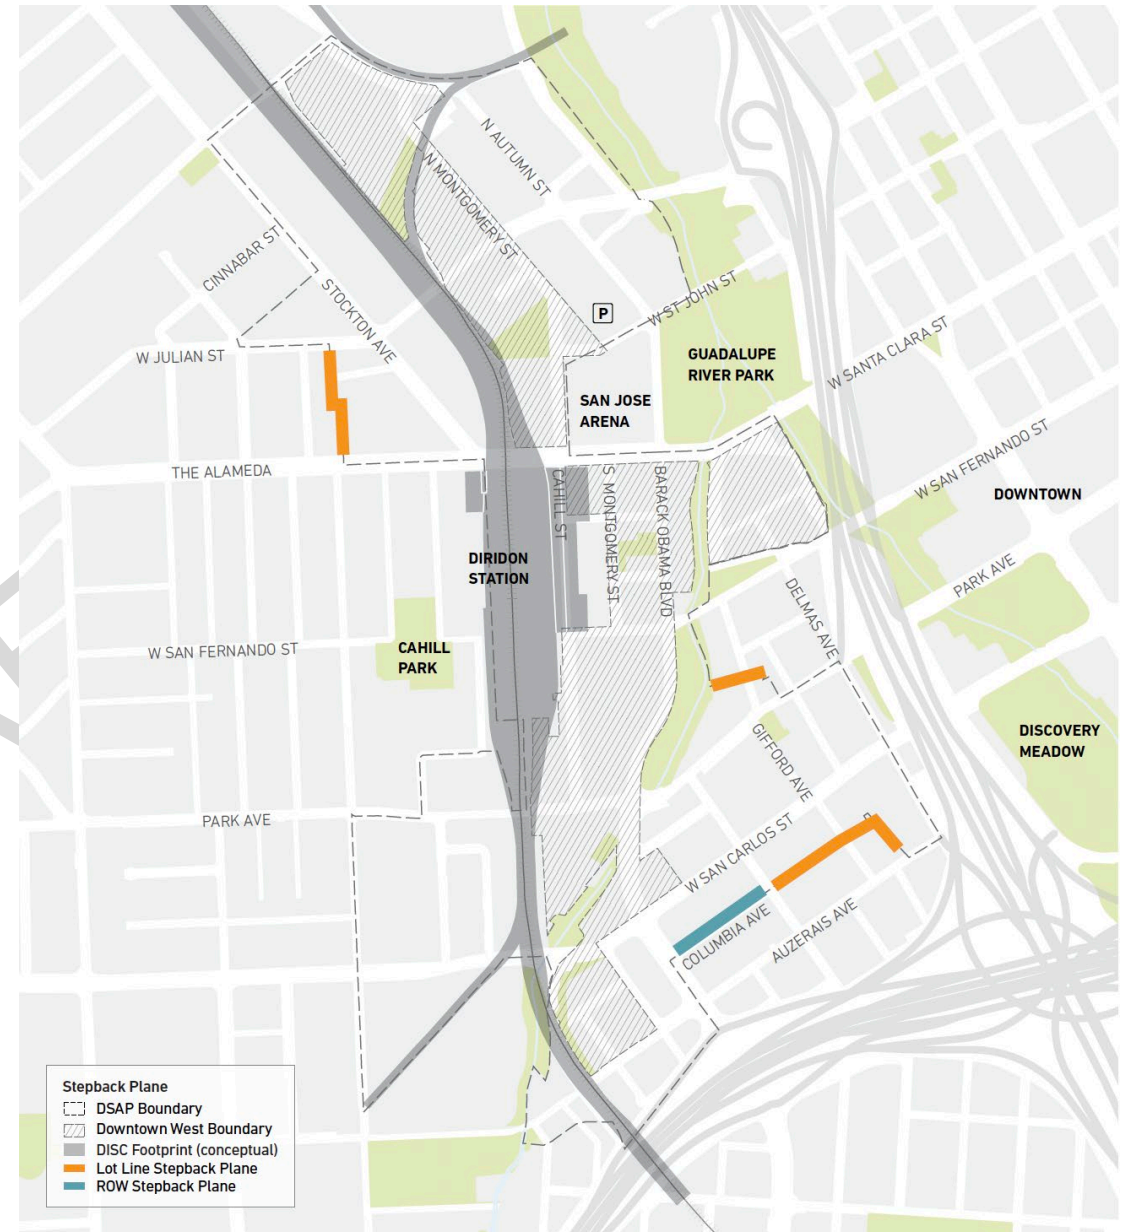 N AUTUMN ST
N MONTGOMERY ST
CINNABAR ST
STOCKTON AVE
P
W ST JOHN ST
W JULIAN ST
GUADALUPE
RIVER PARK
W SANTA CLARA ST
SAN JOSE
ARENA
THE ALAMEDA
CAHILL ST
S MONTGOMERY ST
BARACK OBAMA BLVD
W SAN FERNANDO ST
DOWNTOWN
DIRIDON
STATION
PARK AVE
DELMAS AVE
W SAN FERNANDO ST
CAHILL
PARK
GIFFORD AVE
DISCOVERY
MEADOW
PARK AVE
W SAN CARLOS ST
COLUMBIA AVE
AUZERAIS AVE
Stepback Plane
DSAP Boundary
Downtown West Boundary
DISC Footprint (conceptual)
Lot Line Stepback Plane
ROW Stepback Plane